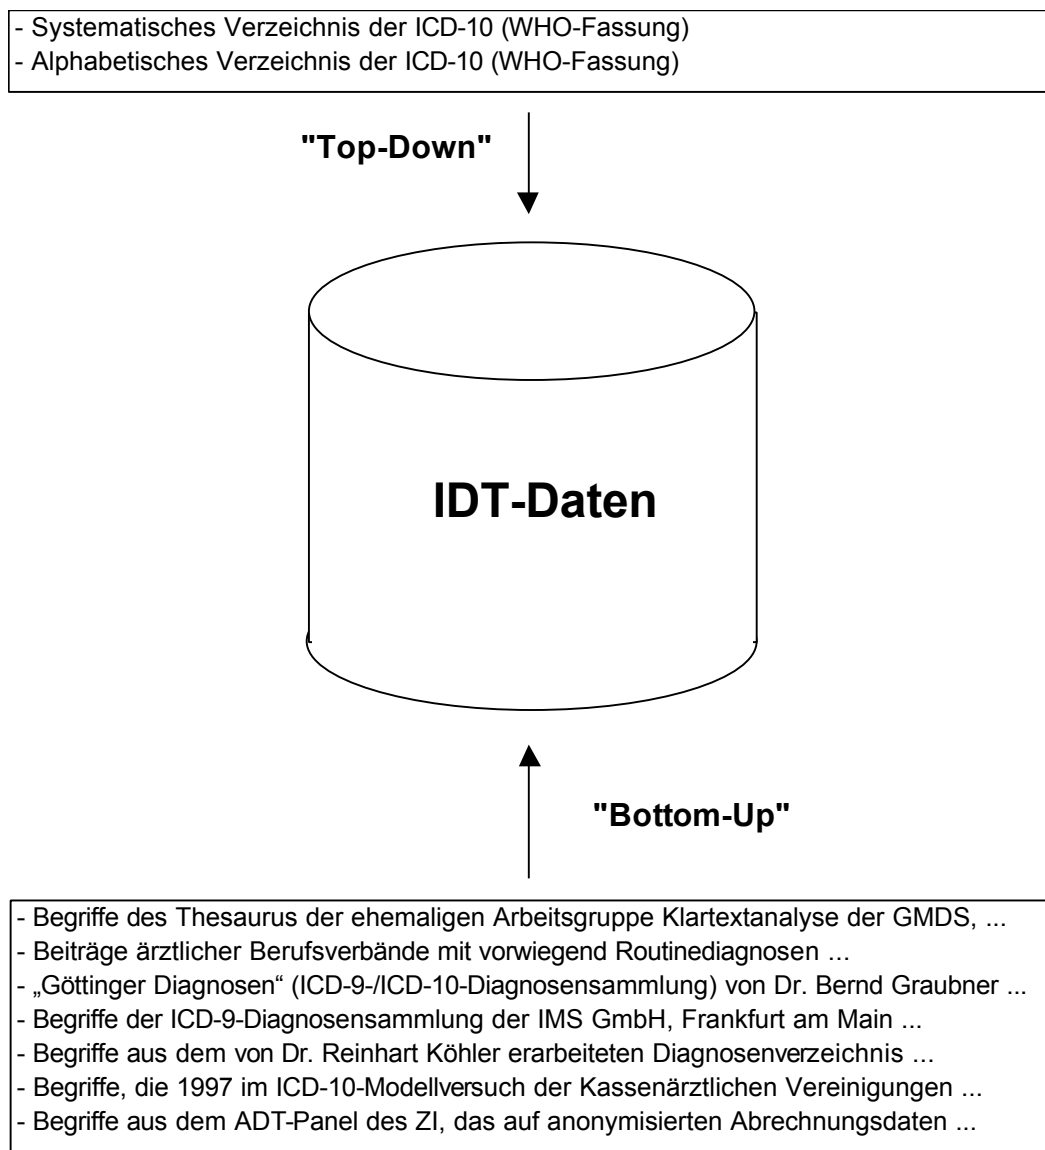 - Systematisches Verzeichnis der ICD-10 (WHO-Fassung)
- Alphabetisches Verzeichnis der ICD-10 (WHO-Fassung)
"Top-Down"
IDT-Daten
"Bottom-Up"
- Begriffe des Thesaurus der ehemaligen Arbeitsgruppe Klartextanalyse der GMDS, ...
- Beiträge ärztlicher Berufsverbände mit vorwiegend Routinediagnosen ...
- „Göttinger Diagnosen“ (ICD-9-/ICD-10-Diagnosensammlung) von Dr. Bernd Graubner ...
- Begriffe der ICD-9-Diagnosensammlung der IMS GmbH, Frankfurt am Main ...
- Begriffe aus dem von Dr. Reinhart Köhler erarbeiteten Diagnosenverzeichnis ...
- Begriffe, die 1997 im ICD-10-Modellversuch der Kassenärztlichen Vereinigungen ...
- Begriffe aus dem ADT-Panel des ZI, das auf anonymisierten Abrechnungsdaten ...